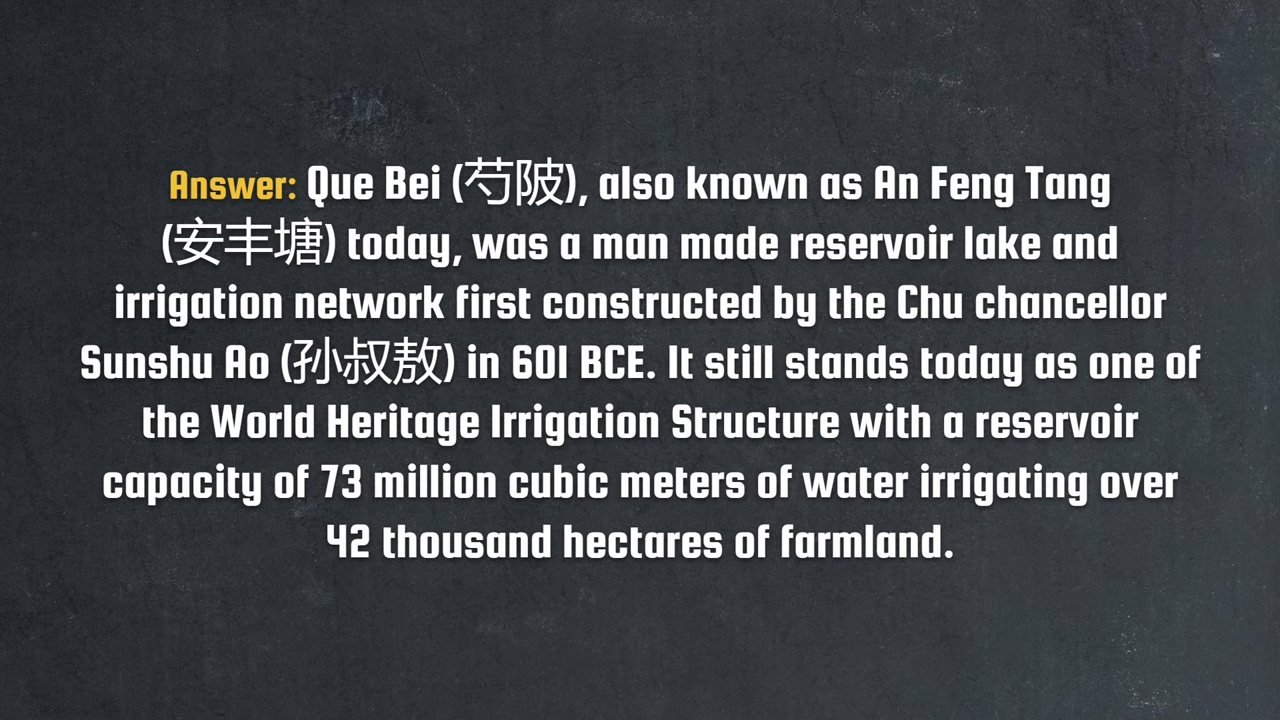 Answer: Que Bei (芍陂), also known as An Feng Tang
(安丰塘) today, was a man made reservoir lake and
irrigation network first constructed by the Chu chancellor
Sunshu Ao (孙叔敖) in 601 BCE. It still stands today as one of
the World Heritage Irrigation Structure with a reservoir
capacity of 73 million cubic meters of water irrigating over
42 thousand hectares of farmland.